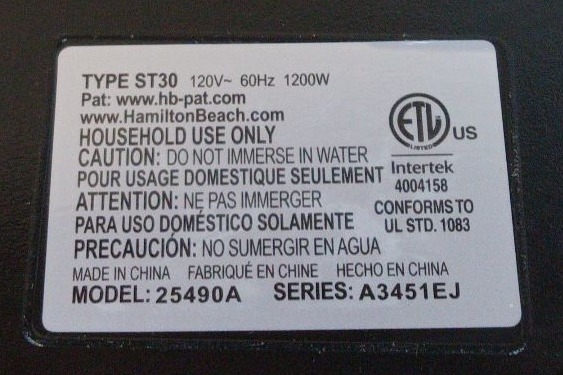 TYPE ST30 120V~ 60Hz 1200W
Pat: www.hb-pat.com
www.HamiltonBeach.com
HOUSEHOLD USE ONLY
CAUTION: DO NOT IMMERSE IN WATER
POUR USAGE DOMESTIQUE SEULEMENT
ATTENTION: NE PAS IMMERGER
PARA USO DOMÉSTICO SOLAMENTE
PRECAUCIÓN: NO SUMERGIR EN AGUA
MADE IN CHINA FABRIQUÉ EN CHINE HECHO EN CHINA
MODEL: 25490A SERIES: A3451EJ
ETL US
LISTED
Intertek
4004158
CONFORMS TO
UL STD. 1083